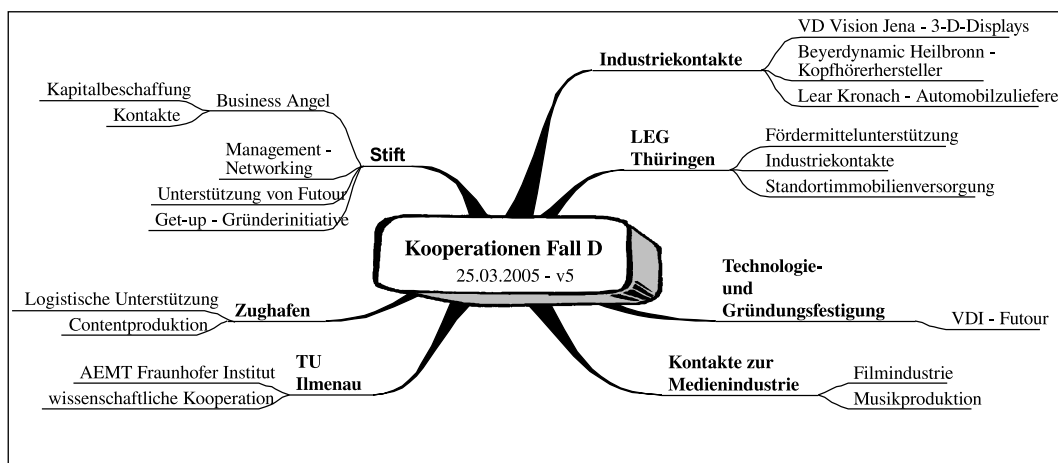 Kooperationen Fall D
25.03.2005 - v5
Industriekontakte
VD Vision Jena - 3-D-Displays
Beyerdynamic Heilbronn -
Kopfhörerhersteller
Lear Kronach - Automobilzuliefere
LEG
Thüringen
Fördermittelunterstützung
Industriekontakte
Standortimmobilienversorgung
Technologie-
und
Gründungsfestigung
VDI - Futour
Kontakte zur
Medienindustrie
Filmindustrie
Musikproduktion
Stift
Business Angel
Kapitalbeschaffung
Kontakte
Management -
Networking
Unterstützung von Futour
Get-up - Gründerinitiative
Zughafen
Logistische Unterstützung
Contentproduktion
TU
Ilmenau
AEMT Fraunhofer Institut
wissenschaftliche Kooperation